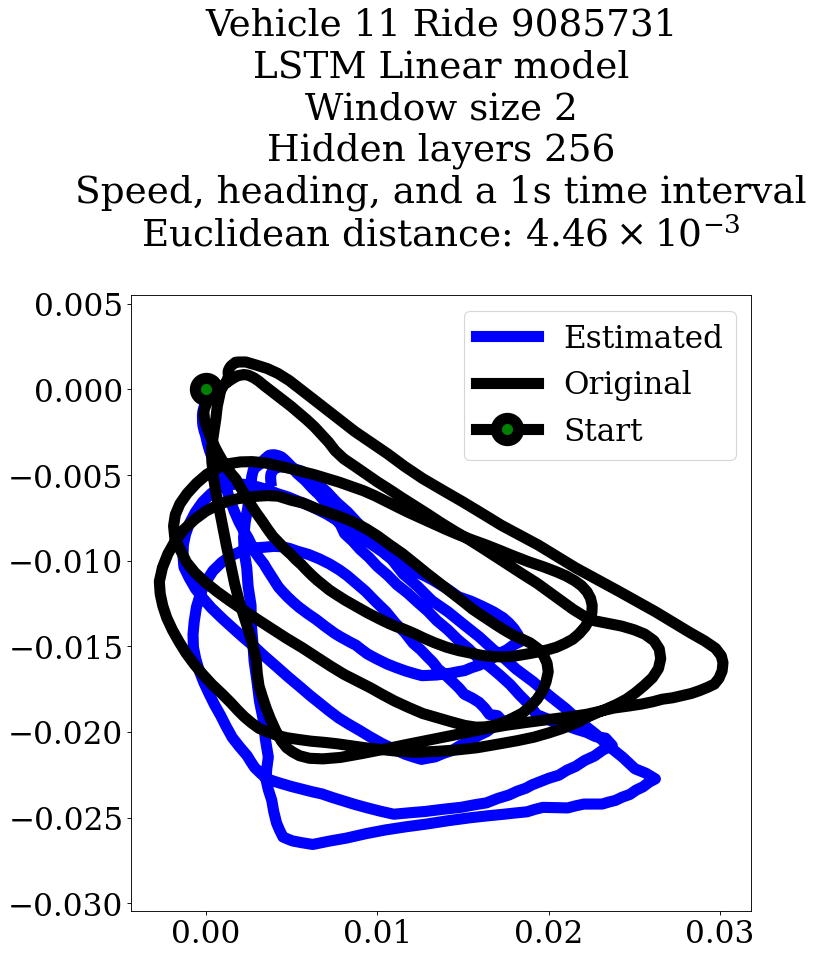 Vehicle 11 Ride 9085731
LSTM Linear model
Window size 2
Hidden layers 256
Speed, heading, and a 1s time interval
Euclidean distance: 4.46 × 10⁻³
Estimated
Original
Start
0.005
0.000
−0.005
−0.010
−0.015
−0.020
−0.025
−0.030
0.00 0.01 0.02 0.03